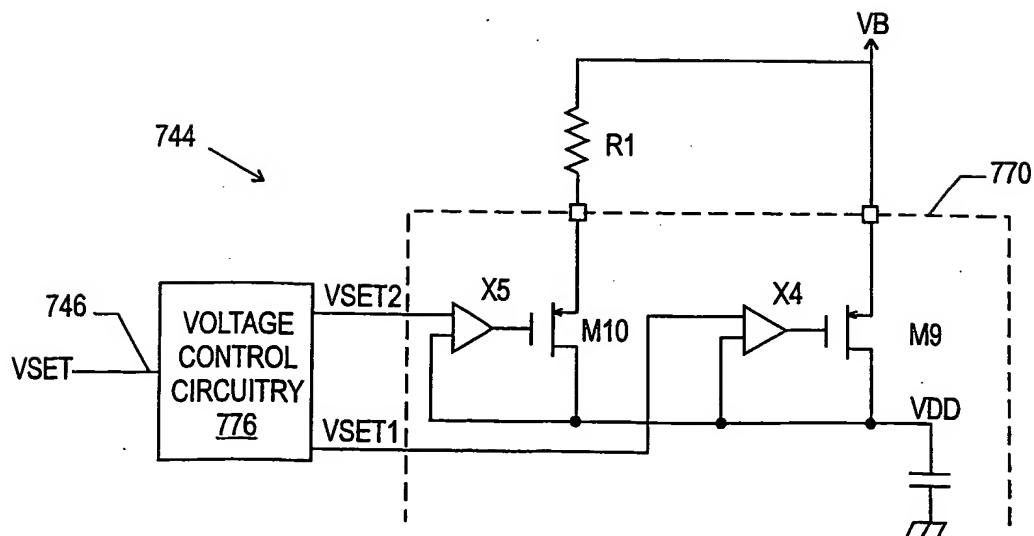 VB
744
R1
770
746
VSET2
X5
X4
VSET
VOLTAGE
CONTROL
CIRCUITRY
776
M10
M9
VSET1
VDD